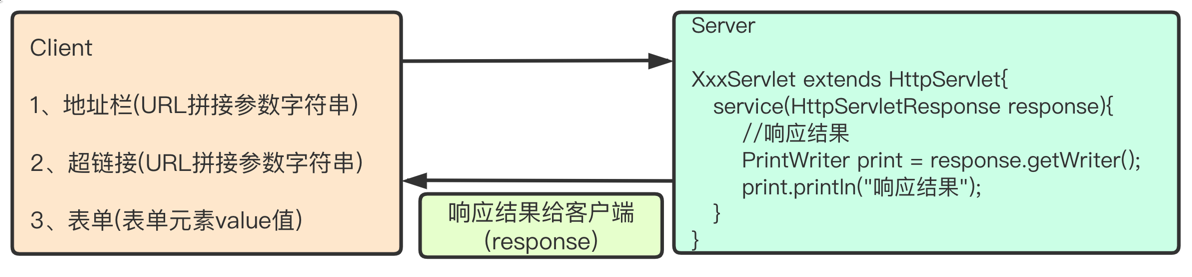 Client
1、地址栏(URL拼接参数字符串)
2、超链接(URL拼接参数字符串)
3、表单(表单元素value值)
响应结果给客户端
（response）
Server
XxxServlet extends HttpServlet{
service(HttpServletResponse response){
//响应结果
PrintWriter print = response.getWriter();
print.println("响应结果");
}
}